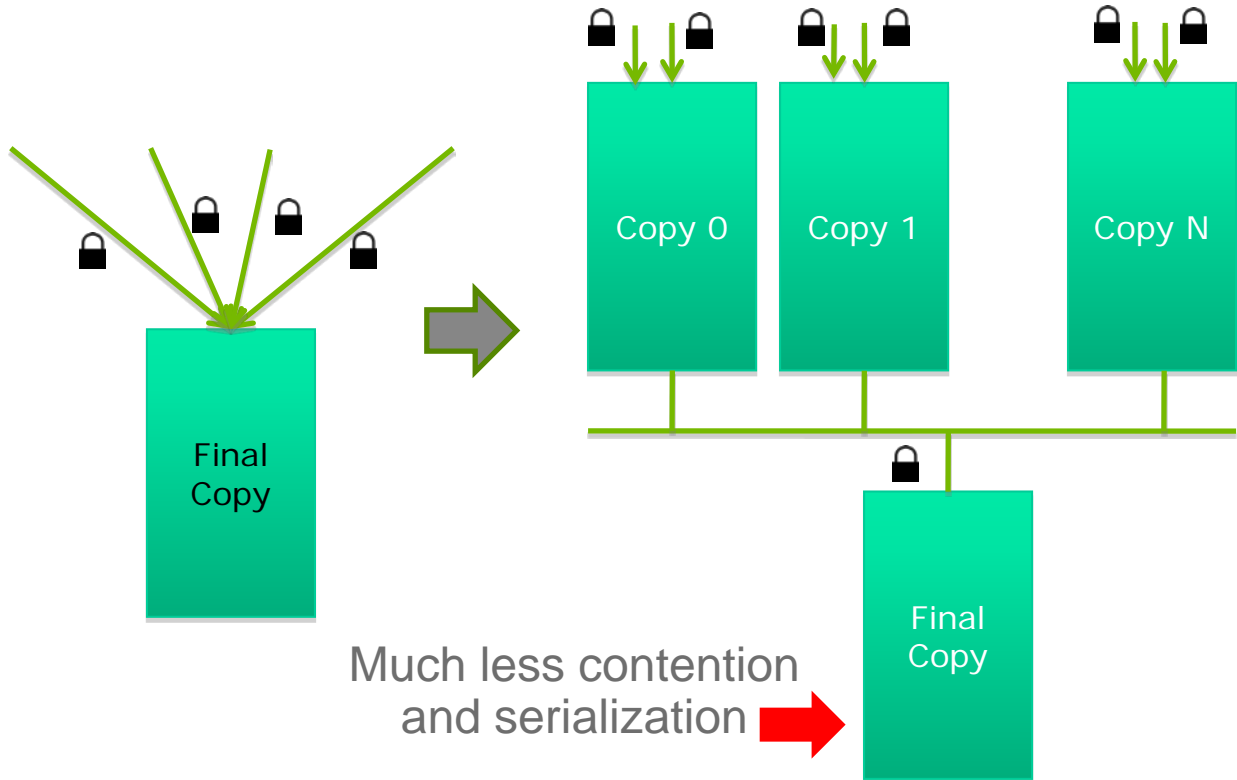 Copy 0
Copy 1
Copy N
Final
Copy
Final
Copy
Much less contention
and serialization